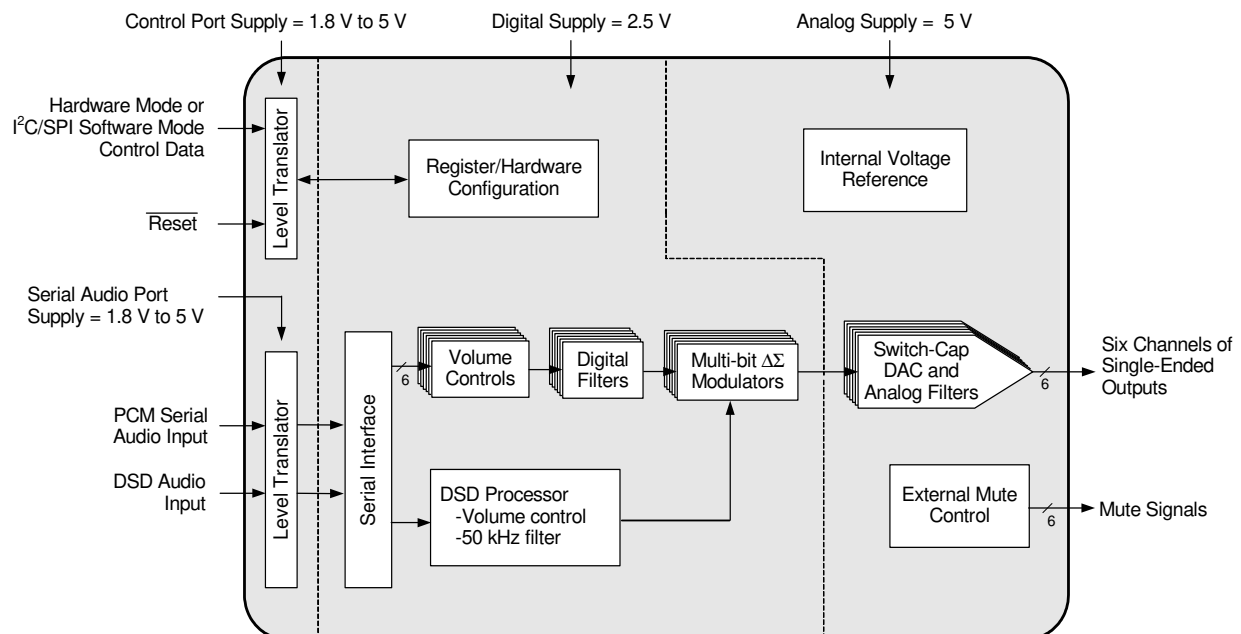 Control Port Supply = 1.8 V to 5 V
Digital Supply = 2.5 V
Analog Supply = 5 V
Hardware Mode or
I²C/SPI Software Mode
Control Data
Level Translator
Register/Hardware
Configuration
Internal Voltage
Reference
Reset
Serial Audio Port
Supply = 1.8 V to 5 V
Level Translator
Serial Interface
6
Volume
Controls
Digital
Filters
Multi-bit ΔΣ
Modulators
Switch-Cap
DAC and
Analog Filters
6
Six Channels of
Single-Ended
Outputs
PCM Serial
Audio Input
DSD Audio
Input
DSD Processor
-Volume control
-50 kHz filter
External Mute
Control
6
Mute Signals